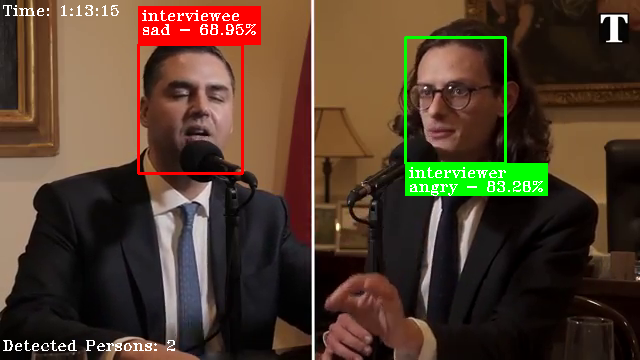 Time: 1:13:15
interviewee
sad - 68.95%
T
interviewer
angry - 83.28%
Detected Persons: 2